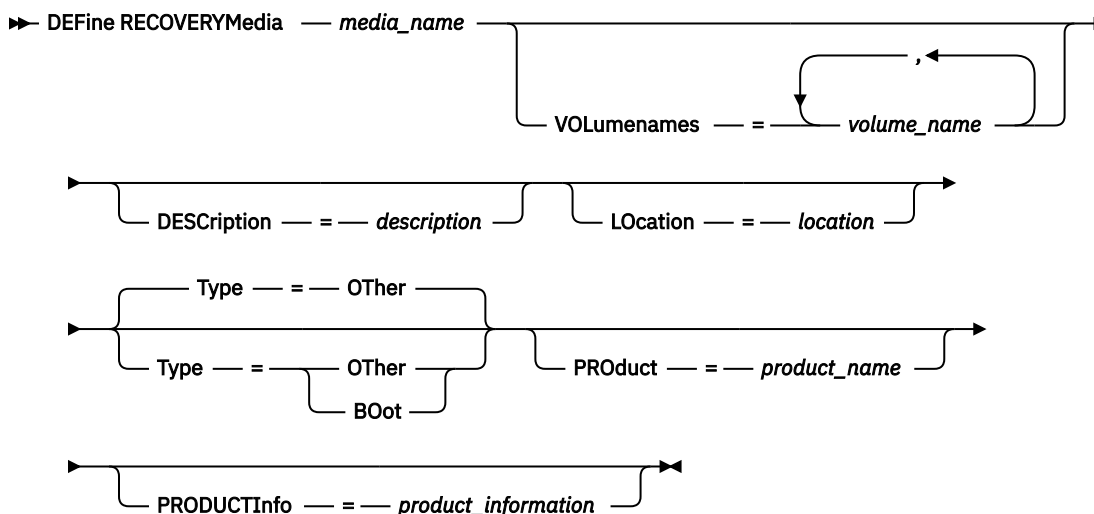 DEFine RECOVERYMedia — media_name
,
VOLumenames — = — volume_name
DESCription — = — description
LOcation — = — location
Type — = — OTher
Type — = — OTher
BOot
PROduct — = — product_name
PRODUCTInfo — = — product_information